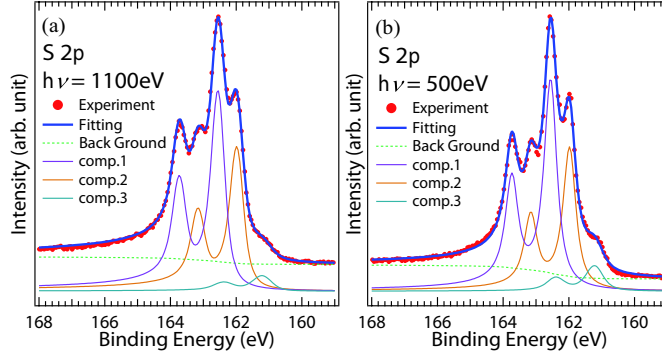 (a)
S 2p
hν = 1100eV
Experiment
Fitting
Back Ground
comp.1
comp.2
comp.3
Intensity (arb. unit)
168 166 164 162 160
Binding Energy (eV)
(b)
S 2p
hν = 500eV
Experiment
Fitting
Back Ground
comp.1
comp.2
comp.3
Intensity (arb. unit)
168 166 164 162 160
Binding Energy (eV)